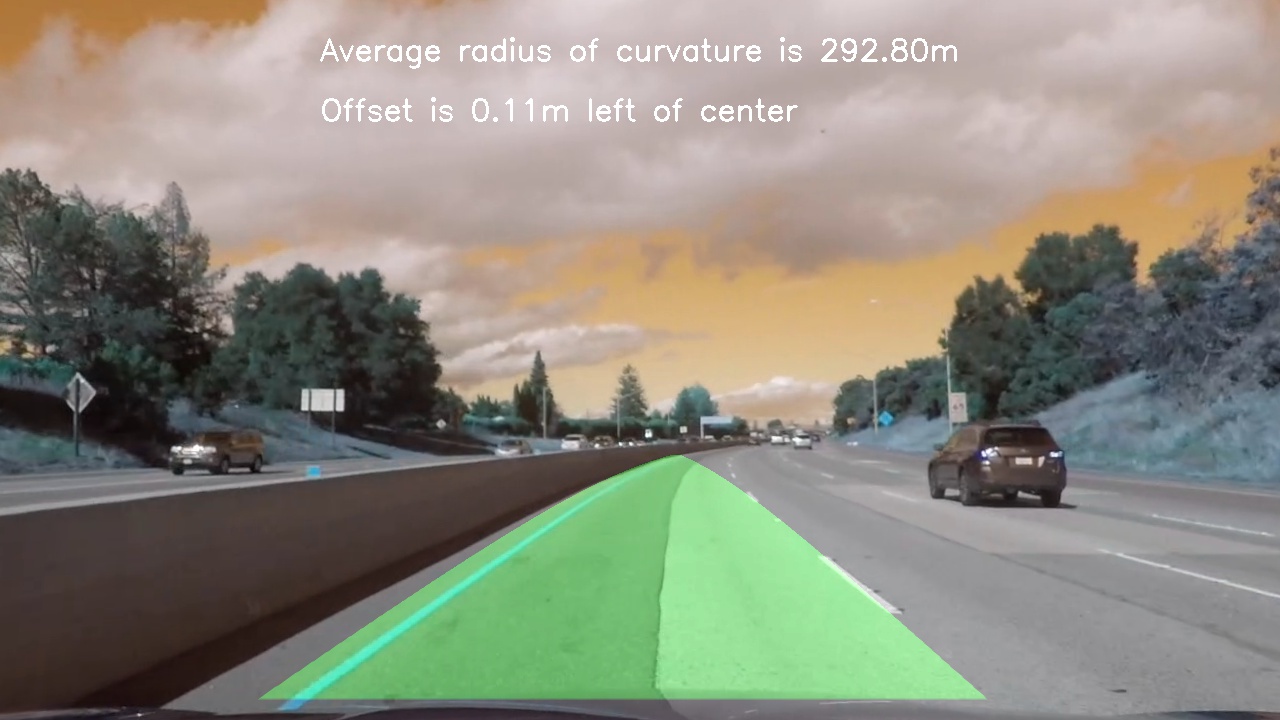 Average radius of curvature is 292.80m
Offset is 0.11m left of center